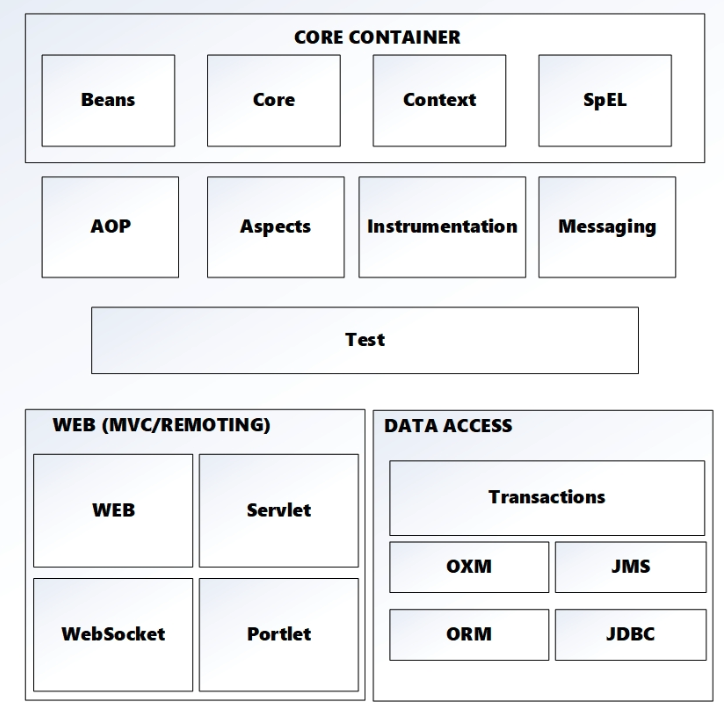 CORE CONTAINER
Beans
Core
Context
SpEL
AOP
Aspects
Instrumentation
Messaging
Test
WEB (MVC/REMOTING)
WEB
Servlet
WebSocket
Portlet
DATA ACCESS
Transactions
OXM
JMS
ORM
JDBC